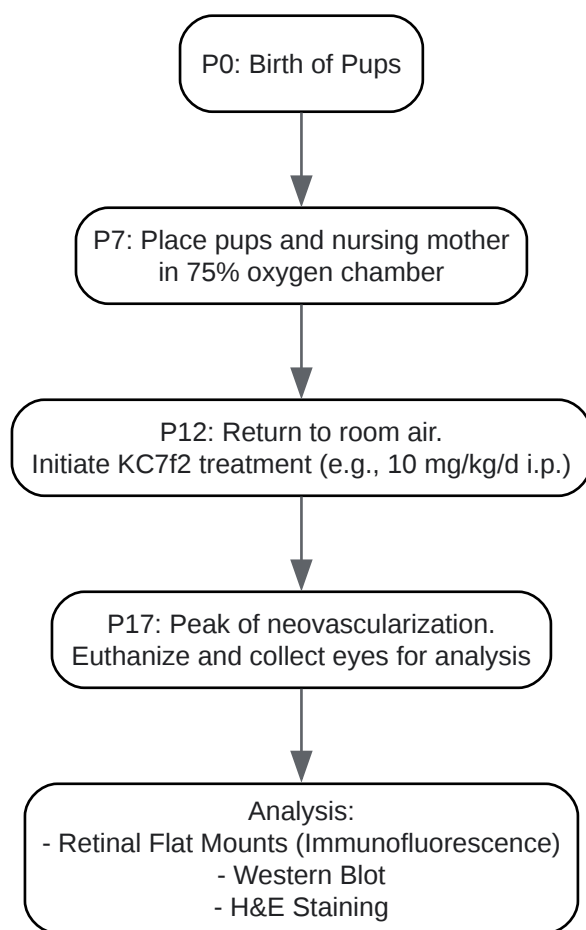 P0: Birth of Pups
P7: Place pups and nursing mother
in 75% oxygen chamber
P12: Return to room air.
Initiate KC7f2 treatment (e.g., 10 mg/kg/d i.p.)
P17: Peak of neovascularization.
Euthanize and collect eyes for analysis
Analysis:
- Retinal Flat Mounts (Immunofluorescence)
- Western Blot
- H&E Staining